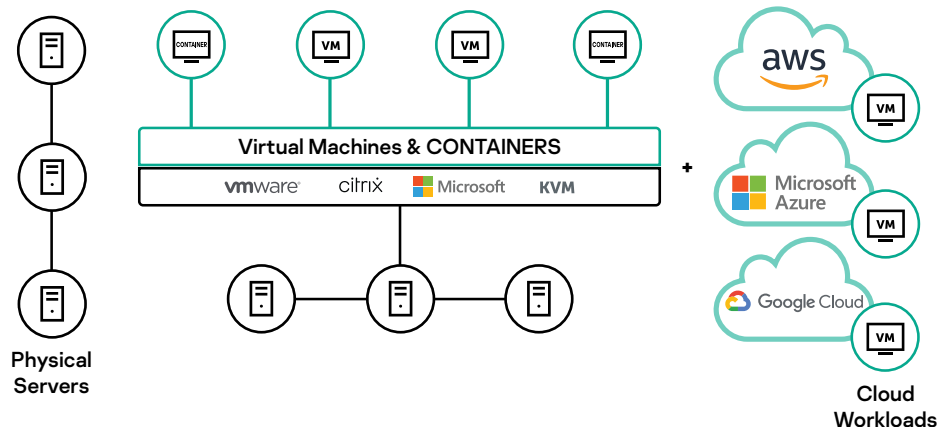 CONTAINER
VM
VM
CONTAINER
Virtual Machines & CONTAINERS
vmware®
citrix
Microsoft
KVM
Physical
Servers
+
aws
VM
Microsoft
Azure
VM
Google Cloud
VM
Cloud
Workloads